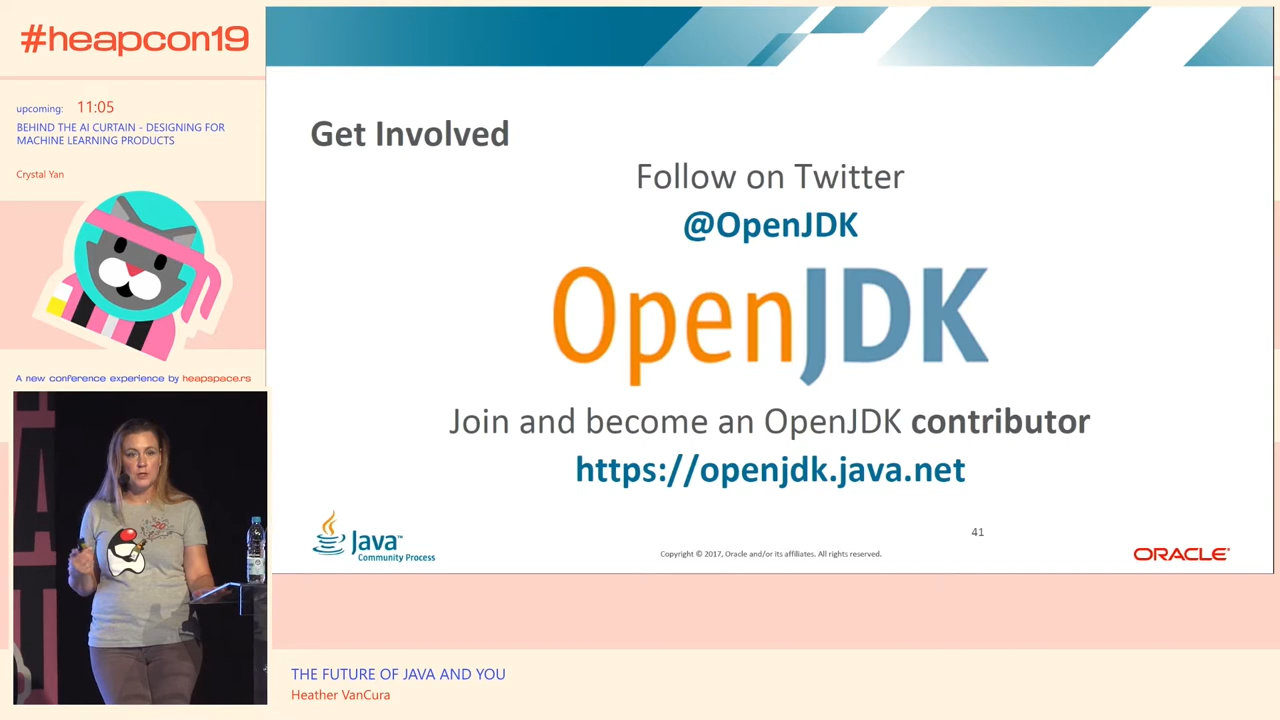 #heapcon19
upcoming: 11:05
BEHIND THE AI CURTAIN - DESIGNING FOR
MACHINE LEARNING PRODUCTS
Crystal Yan
A new conference experience by heapspace.rs
Get Involved
Follow on Twitter
@OpenJDK
OpenJDK
Join and become an OpenJDK contributor
https://openjdk.java.net
Java™
Community Process
41
Copyright © 2017, Oracle and/or its affiliates. All rights reserved.
ORACLE®
THE FUTURE OF JAVA AND YOU
Heather VanCura